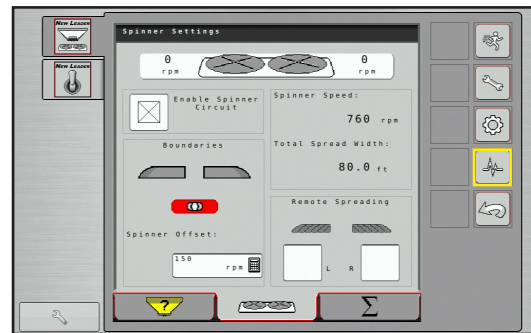 New Leader
New Leader
Spinner Settings
0
rpm
0
rpm
Enable Spinner
Circuit
Spinner Speed:
760 rpm
Boundaries
Total Spread Width:
80.0 ft
Remote Spreading
Spinner Offset:
150
rpm
L R
?
Σ